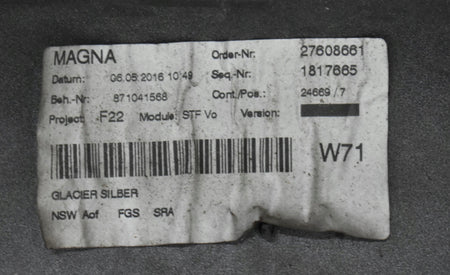 MAGNA Order-Nr: 27608661
Datum: 06.05.2016 10:49 Seq.-Nr: 1817665
Beh.-Nr: 871041568 Cont./Pos.: 24669 / 7
Project: F22 Module: STF Vo Version:
W71
GLACIER SILBER
NSW Aof FGS SRA